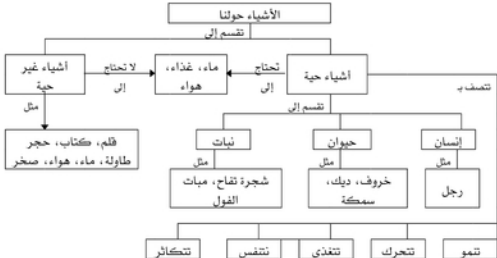 الأشياء حولنا
تقسم إلى
أشياء حية
تحتاج
إلى
ماء، غذاء،
هواء
لا تحتاج
إلى
أشياء غير
حية
تتصف بـ
مثل
قلم، كتاب، حجر
طاولة، ماء، هواء، صخر
تقسم إلى
إنسان
حيوان
نبات
مثل
مثل
مثل
رجل
خروف، ديك،
سمكة
شجرة تفاح، مبات
الفول
تنمو
تتحرك
تتغذى
تتنفس
تتكاثر